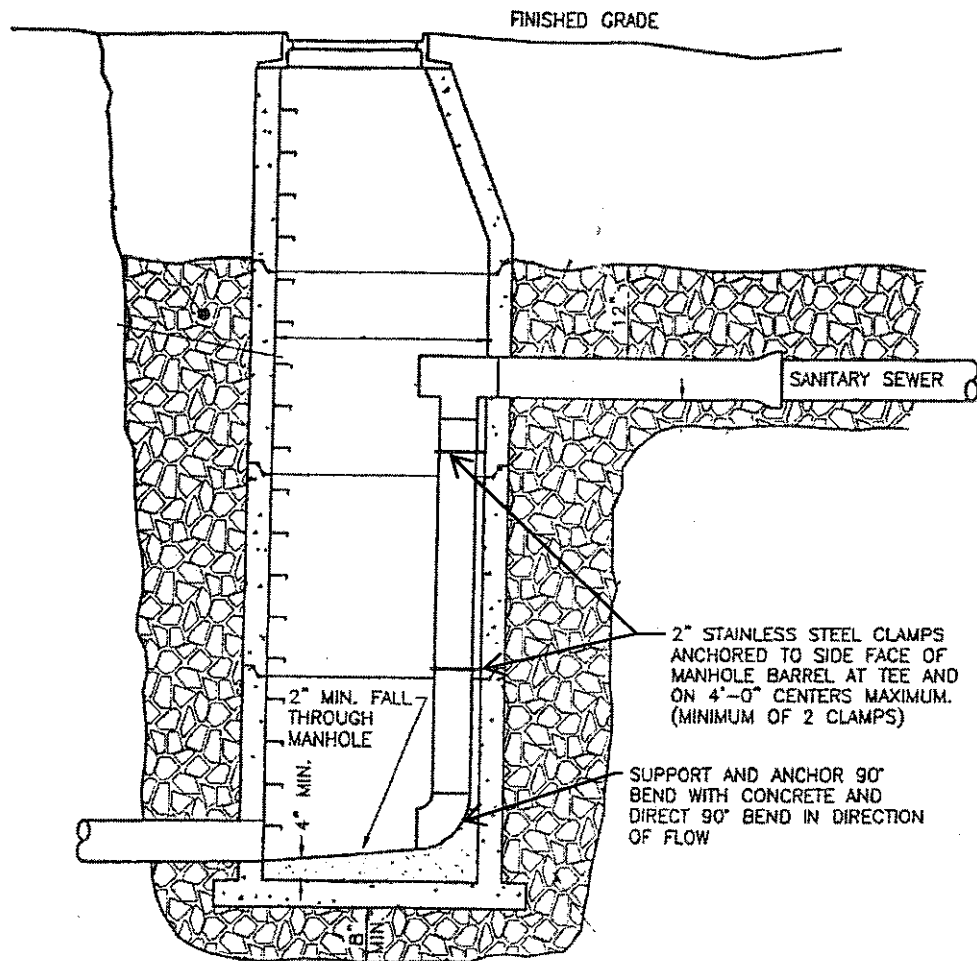 FINISHED GRADE
12"
SANITARY SEWER
2" STAINLESS STEEL CLAMPS
ANCHORED TO SIDE FACE OF
MANHOLE BARREL AT TEE AND
ON 4'-0" CENTERS MAXIMUM.
(MINIMUM OF 2 CLAMPS)
2" MIN. FALL
THROUGH
MANHOLE
4" MIN.
SUPPORT AND ANCHOR 90°
BEND WITH CONCRETE AND
DIRECT 90° BEND IN DIRECTION
OF FLOW
8"
MIN.